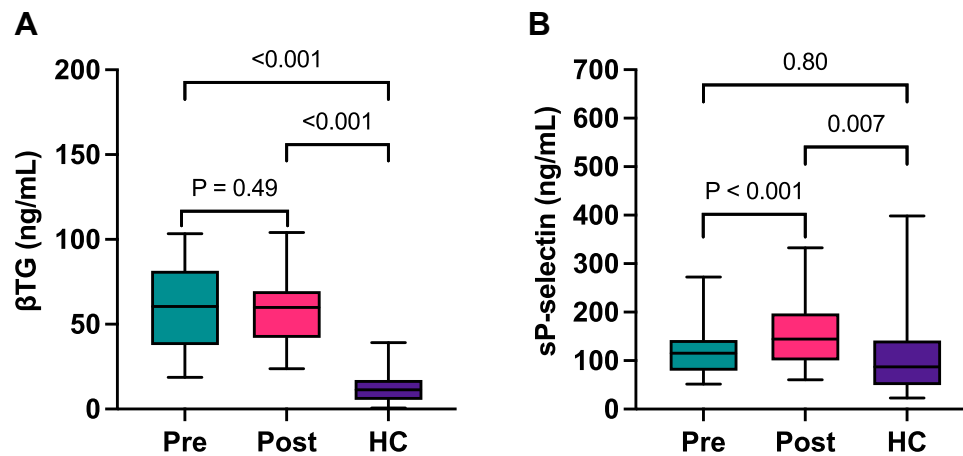 A
βTG (ng/mL)
200
150
100
50
0
<0.001
<0.001
P = 0.49
Pre Post HC
B
sP-selectin (ng/mL)
700
600
500
400
300
200
100
0
0.80
0.007
P < 0.001
Pre Post HC